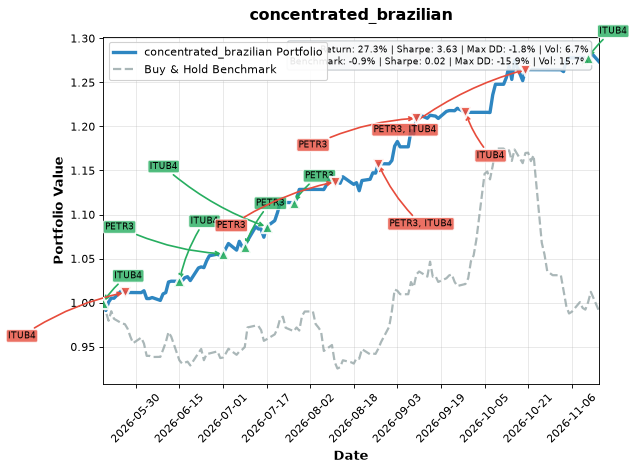 concentrated_brazilian
ITUB4
concentrated_brazilian Portfolio
Buy & Hold Benchmark
eturn: 27.3% | Sharpe: 3.63 | Max DD: -1.8% | Vol: 6.7%
Benchmark: -0.9% | Sharpe: 0.02 | Max DD: -15.9% | Vol: 15.7%
1.30
1.25
1.20
1.15
1.10
1.05
1.00
0.95
Portfolio Value
PETR3, ITUB4
PETR3
ITUB4
ITUB4
PETR3
PETR3
ITUB4
PETR3
PETR3
PETR3, ITUB4
ITUB4
ITUB4
2026-05-30
2026-06-15
2026-07-01
2026-07-17
2026-08-02
2026-08-18
2026-09-03
2026-09-19
2026-10-05
2026-10-21
2026-11-06
Date